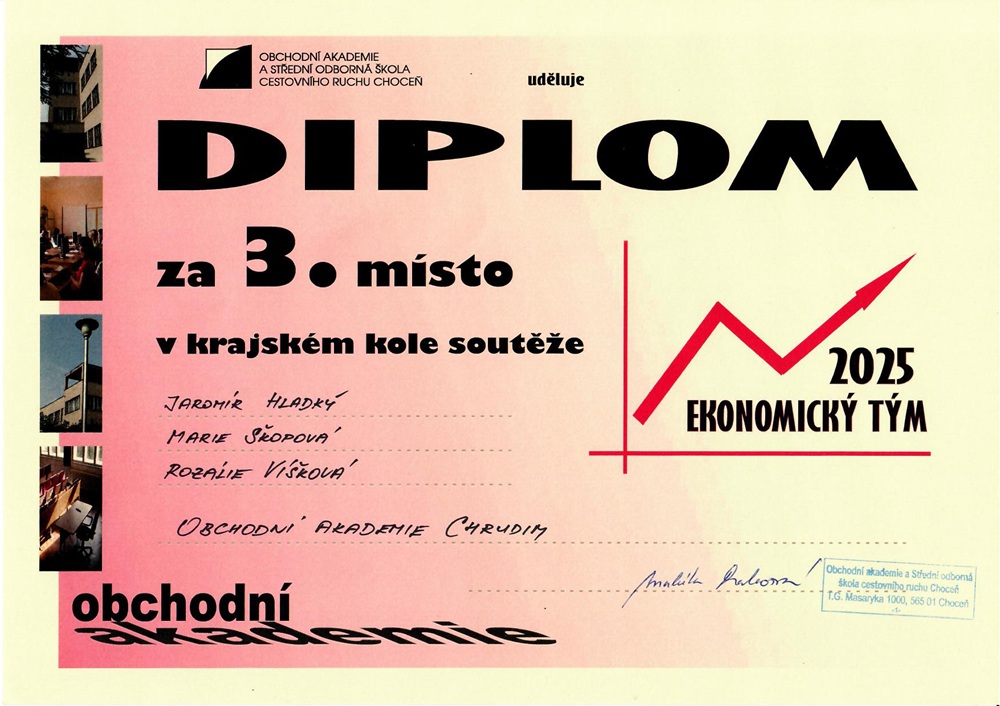 OBCHODNÍ AKADEMIE
A STŘEDNÍ ODBORNÁ ŠKOLA
CESTOVNÍHO RUCHU CHOCEŇ
uděluje
DIPLOM
za 3. místo
v krajském kole soutěže
JAROMÍR HLADKÝ
MARIE ŠKOPOVÁ
ROZÁLIE VÍŠKOVÁ
OBCHODNÍ AKADEMIE CHRUDIM
2025
EKONOMICKÝ TÝM
Obchodní akademie a Střední odborná
škola cestovního ruchu Choceň
T.G. Masaryka 1000, 565 01 Choceň
-1-
obchodní
akademie